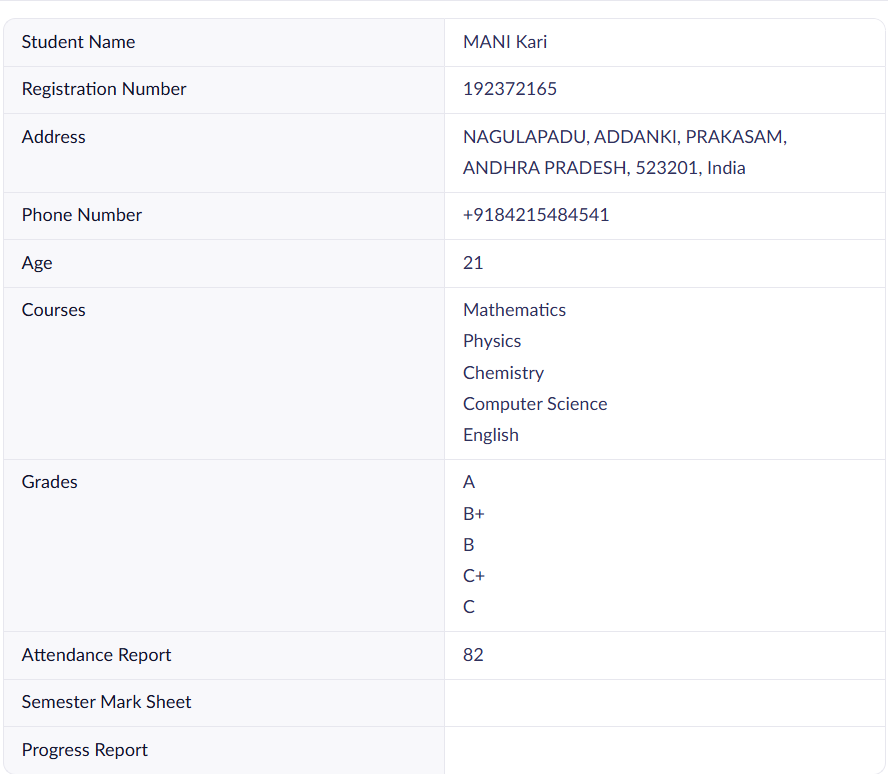 Student Name
MANI Kari
Registration Number
192372165
Address
NAGULAPADU, ADDANKI, PRAKASAM,
ANDHRA PRADESH, 523201, India
Phone Number
+9184215484541
Age
21
Courses
Mathematics
Physics
Chemistry
Computer Science
English
Grades
A
B+
B
C+
C
Attendance Report
82
Semester Mark Sheet
Progress Report